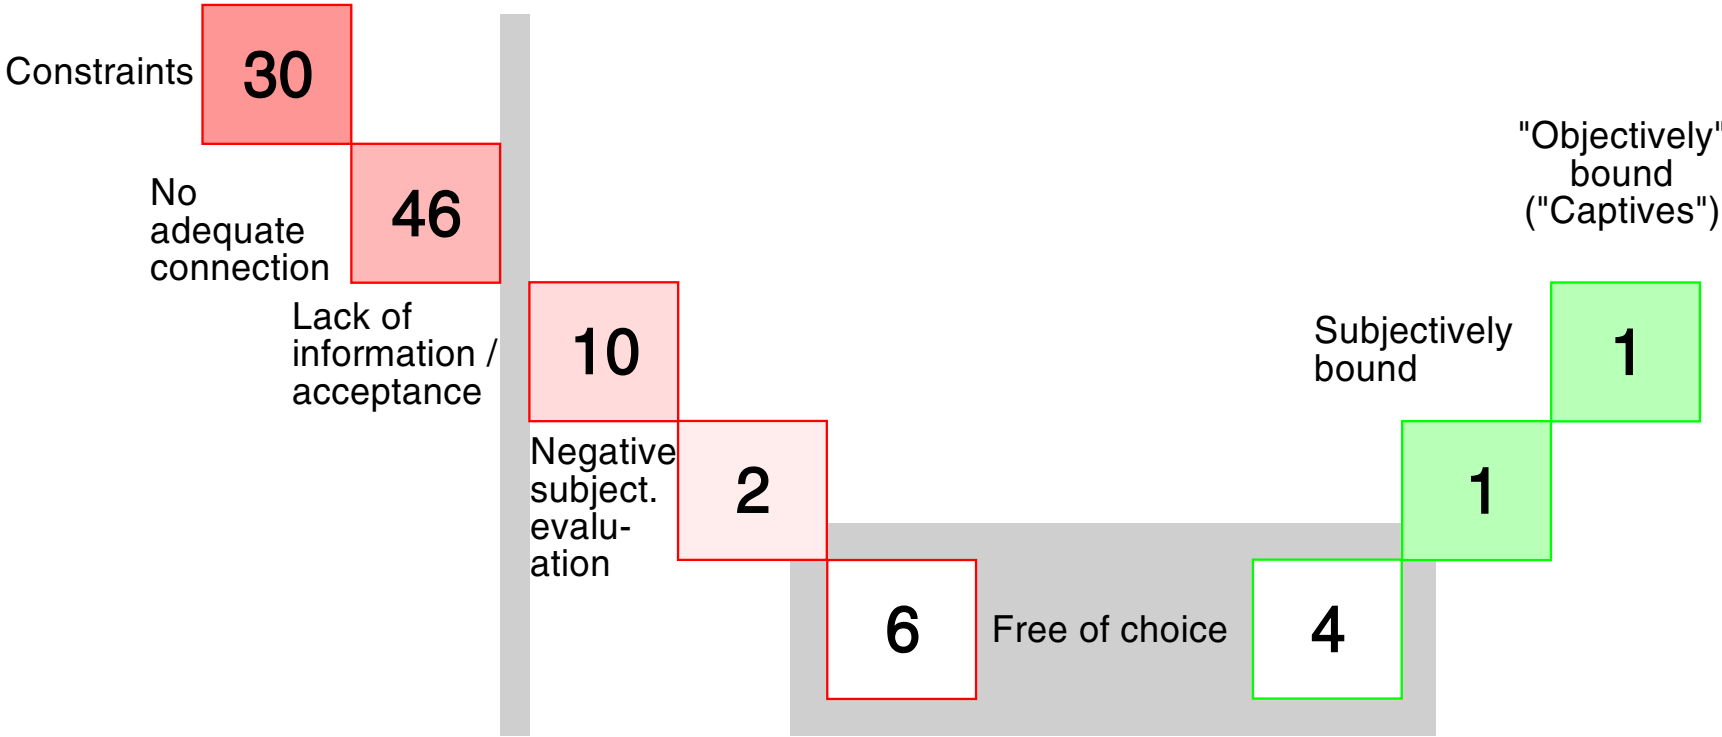 Constraints
30
No
adequate
connection
46
Lack of
information /
acceptance
10
Negative
subject.
evalu-
ation
2
6
Free of choice
4
1
Subjectively
bound
1
"Objectively"
bound
("Captives")